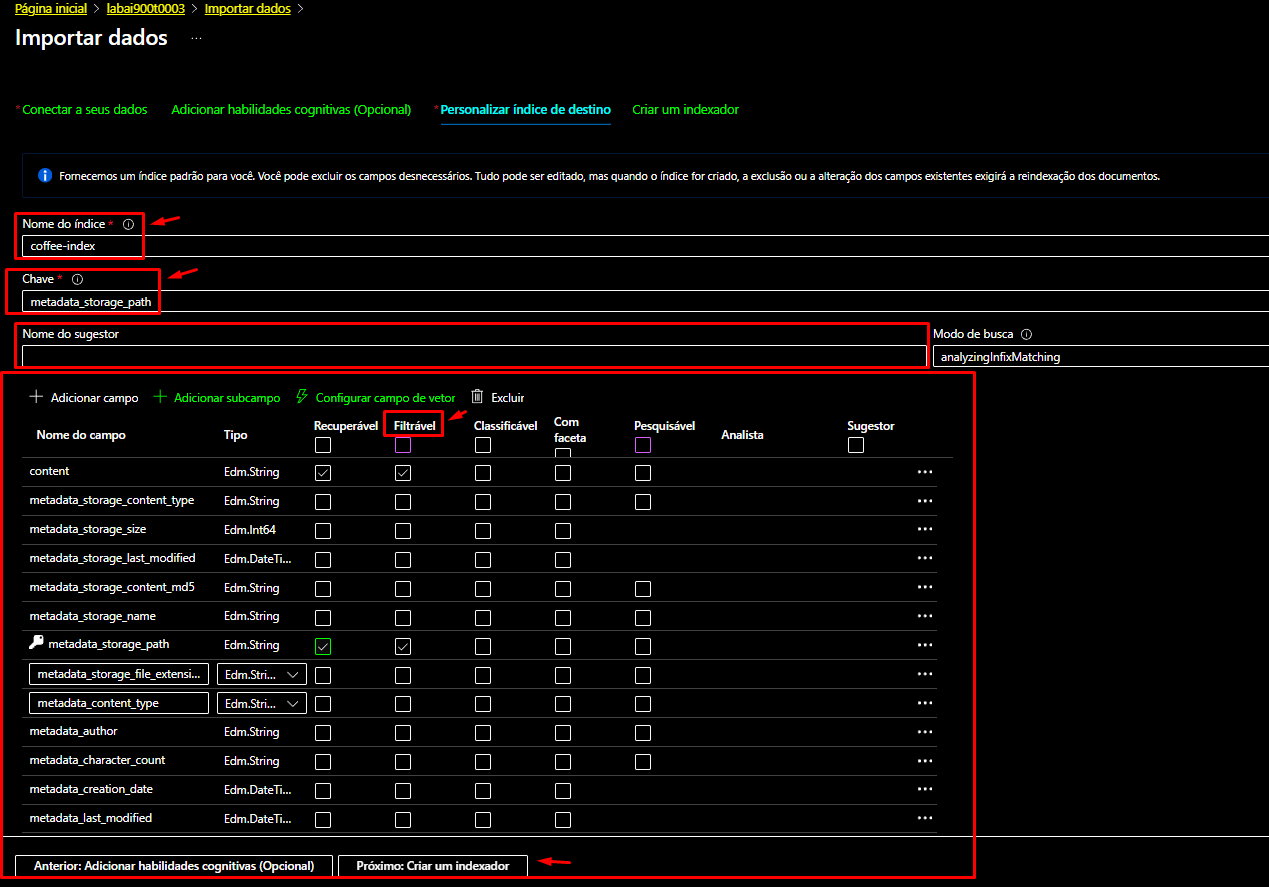 Página inicial > labai900t0003 > Importar dados >
Importar dados ...
* Conectar a seus dados Adicionar habilidades cognitivas (Opcional) * Personalizar índice de destino Criar um indexador
Fornecemos um índice padrão para você. Você pode excluir os campos desnecessários. Tudo pode ser editado, mas quando o índice for criado, a exclusão ou a alteração dos campos existentes exigirá a reindexação dos documentos.
Nome do índice *
coffee-index
Chave *
metadata_storage_path
Nome do sugestor Modo de busca
analyzingInfixMatching
Adicionar campo Adicionar subcampo Configurar campo de vetor Excluir
Nome do campo Tipo Recuperável Filtrável Classificável Com faceta Pesquisável Analista Sugestor
content Edm.String ...
metadata_storage_content_type Edm.String ...
metadata_storage_size Edm.Int64 ...
metadata_storage_last_modified Edm.DateTi... ...
metadata_storage_content_md5 Edm.String ...
metadata_storage_name Edm.String ...
metadata_storage_path Edm.String ...
metadata_storage_file_extensi... Edm.Stri... ...
metadata_content_type Edm.Stri... ...
metadata_author Edm.String ...
metadata_character_count Edm.String ...
metadata_creation_date Edm.DateTi... ...
metadata_last_modified Edm.DateTi... ...
Anterior: Adicionar habilidades cognitivas (Opcional) Próximo: Criar um indexador